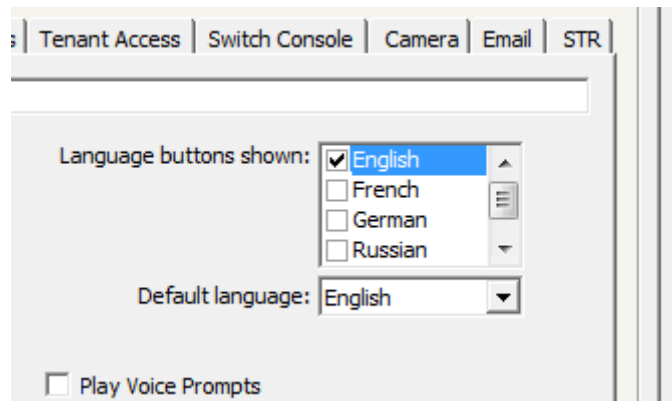 Tenant Access Switch Console Camera Email STR
Language buttons shown:
English
French
German
Russian
Default language: English
Play Voice Prompts